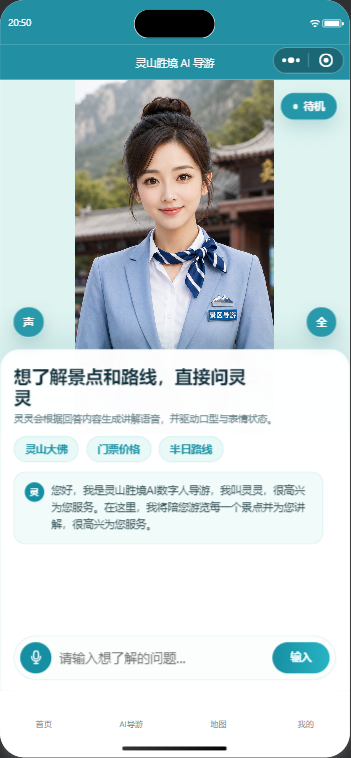 20:50
灵山胜境 AI 导游
待机
景区导游
声
全
想了解景点和路线，直接问灵
灵
灵灵会根据回答内容生成讲解语音，并驱动口型与表情状态。
灵山大佛
门票价格
半日路线
灵
您好，我是灵山胜境AI数字人导游，我叫灵灵，很高兴
为您服务。在这里，我将陪您游览每一个景点并为您讲
解，很高兴为您服务。
请输入想了解的问题...
输入
首页
AI导游
地图
我的